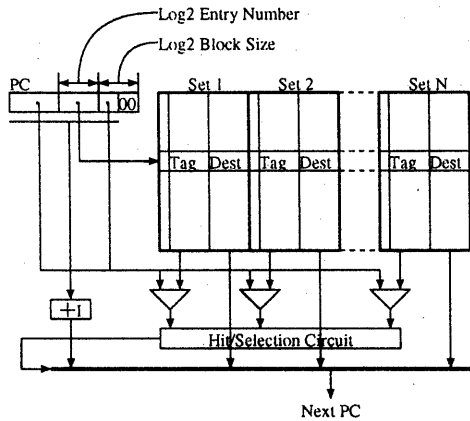 Log2 Entry Number
Log2 Block Size
PC
00
Set 1 Set 2 Set N
Tag Dest Tag Dest Tag Dest
+1
Hit/Selection Circuit
Next PC